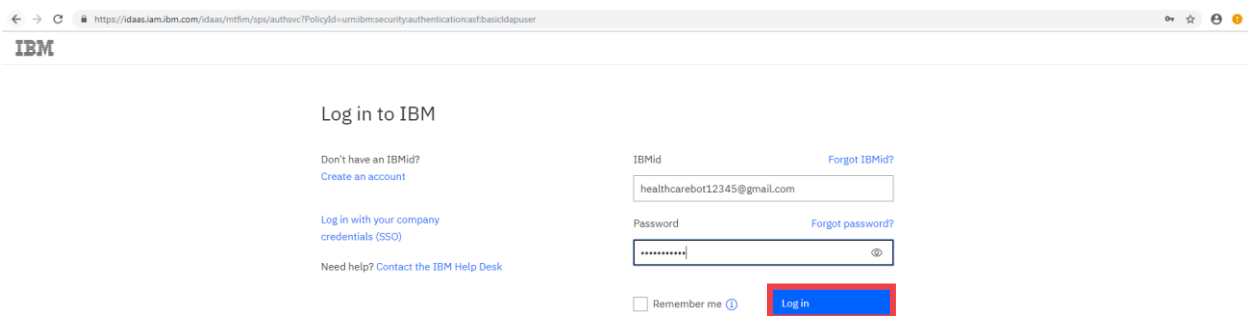 https://idaas.iam.ibm.com/idaas/mtfim/sps/authsvc?PolicyId=urn:ibm:security:authentication:asf:basicldapuser
IBM
Log in to IBM
Don't have an IBMid?
Create an account
Log in with your company
credentials (SSO)
Need help? Contact the IBM Help Desk
IBMid Forgot IBMid?
healthcarebot12345@gmail.com
Password Forgot password?
•••••••••••
Remember me
Log in